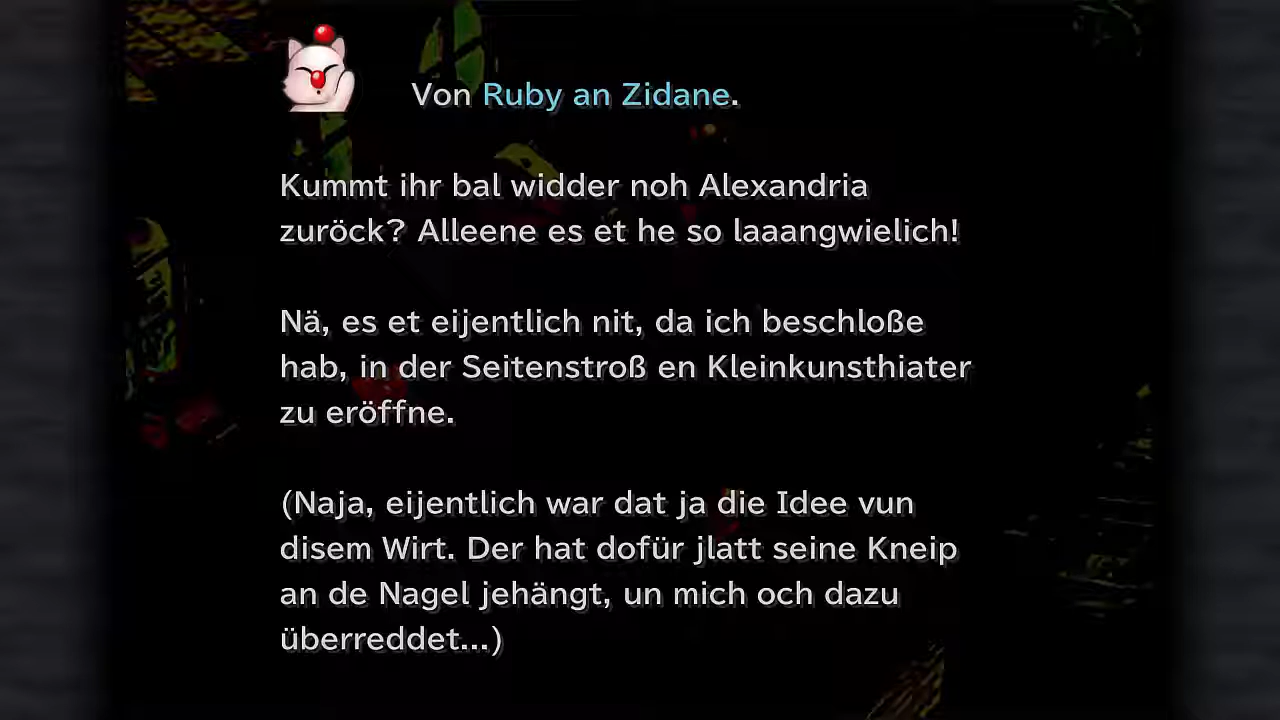 Von Ruby an Zidane.
Kummt ihr bal widder noh Alexandria
zuröck? Alleene es et he so laaangwielich!
Nä, es et eijentlich nit, da ich beschloße
hab, in der Seitenstroß en Kleinkunsthiater
zu eröffne.
(Naja, eijentlich war dat ja die Idee vun
disem Wirt. Der hat dofür jlatt seine Kneip
an de Nagel jehängt, un mich och dazu
überreddet...)